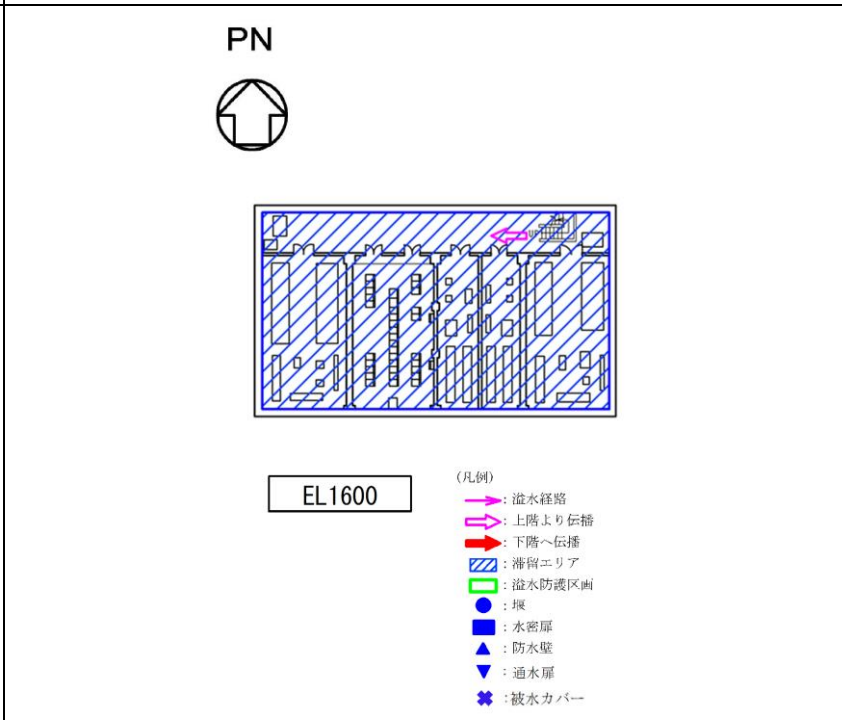 PN
UP
EL1600
(凡例)
：溢水経路
：上階より伝播
：下階へ伝播
：滞留エリア
：溢水防護区画
：堰
：水密扉
：防水壁
：通水扉
：被水カバー